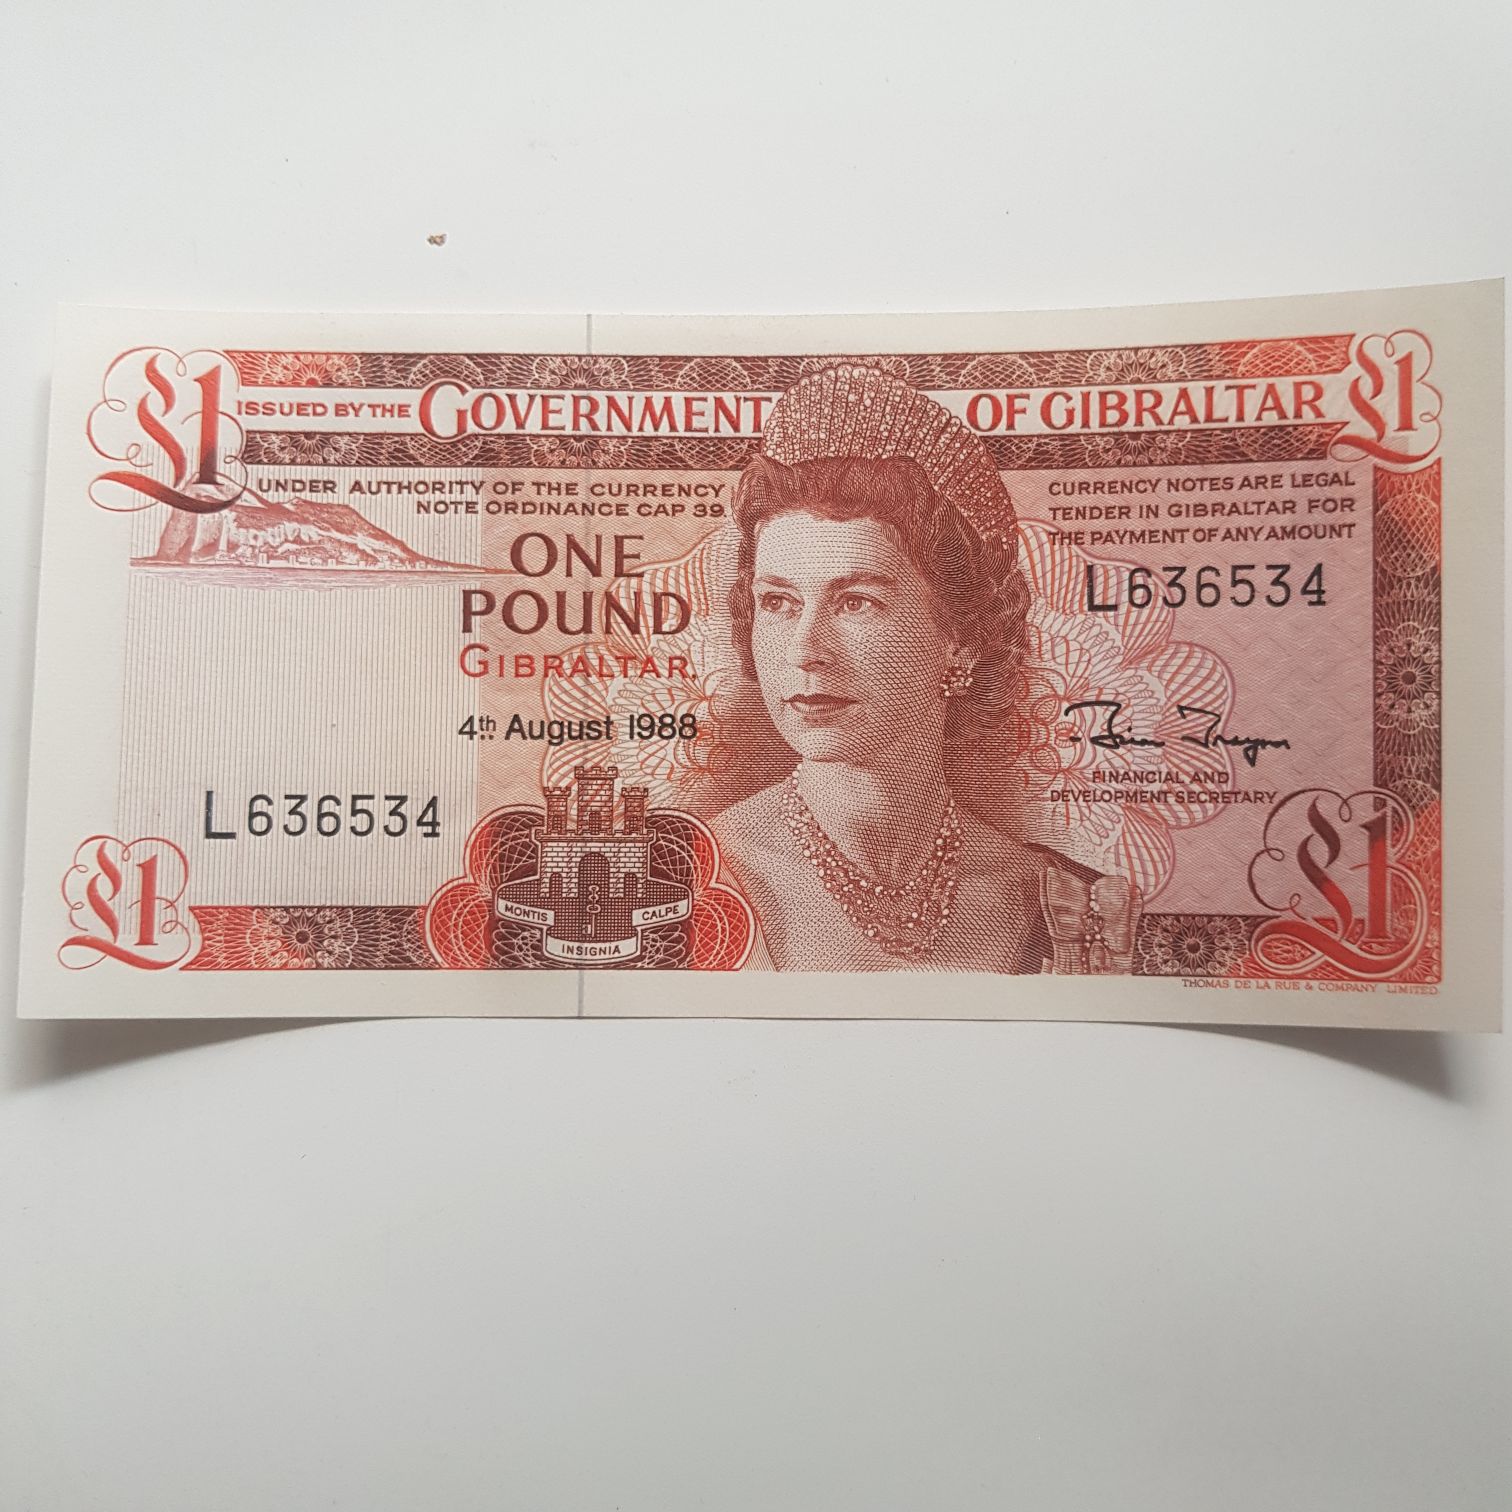 £1
ISSUED BY THE GOVERNMENT OF GIBRALTAR
£1
UNDER AUTHORITY OF THE CURRENCY
NOTE ORDINANCE CAP 39.
CURRENCY NOTES ARE LEGAL
TENDER IN GIBRALTAR FOR
THE PAYMENT OF ANY AMOUNT
ONE
POUND
GIBRALTAR,
4th August 1988
L636534
L636534
Brian Traynor
FINANCIAL AND
DEVELOPMENT SECRETARY
£1
MONTIS CALPE
INSIGNIA
£1
THOMAS DE LA RUE & COMPANY LIMITED.